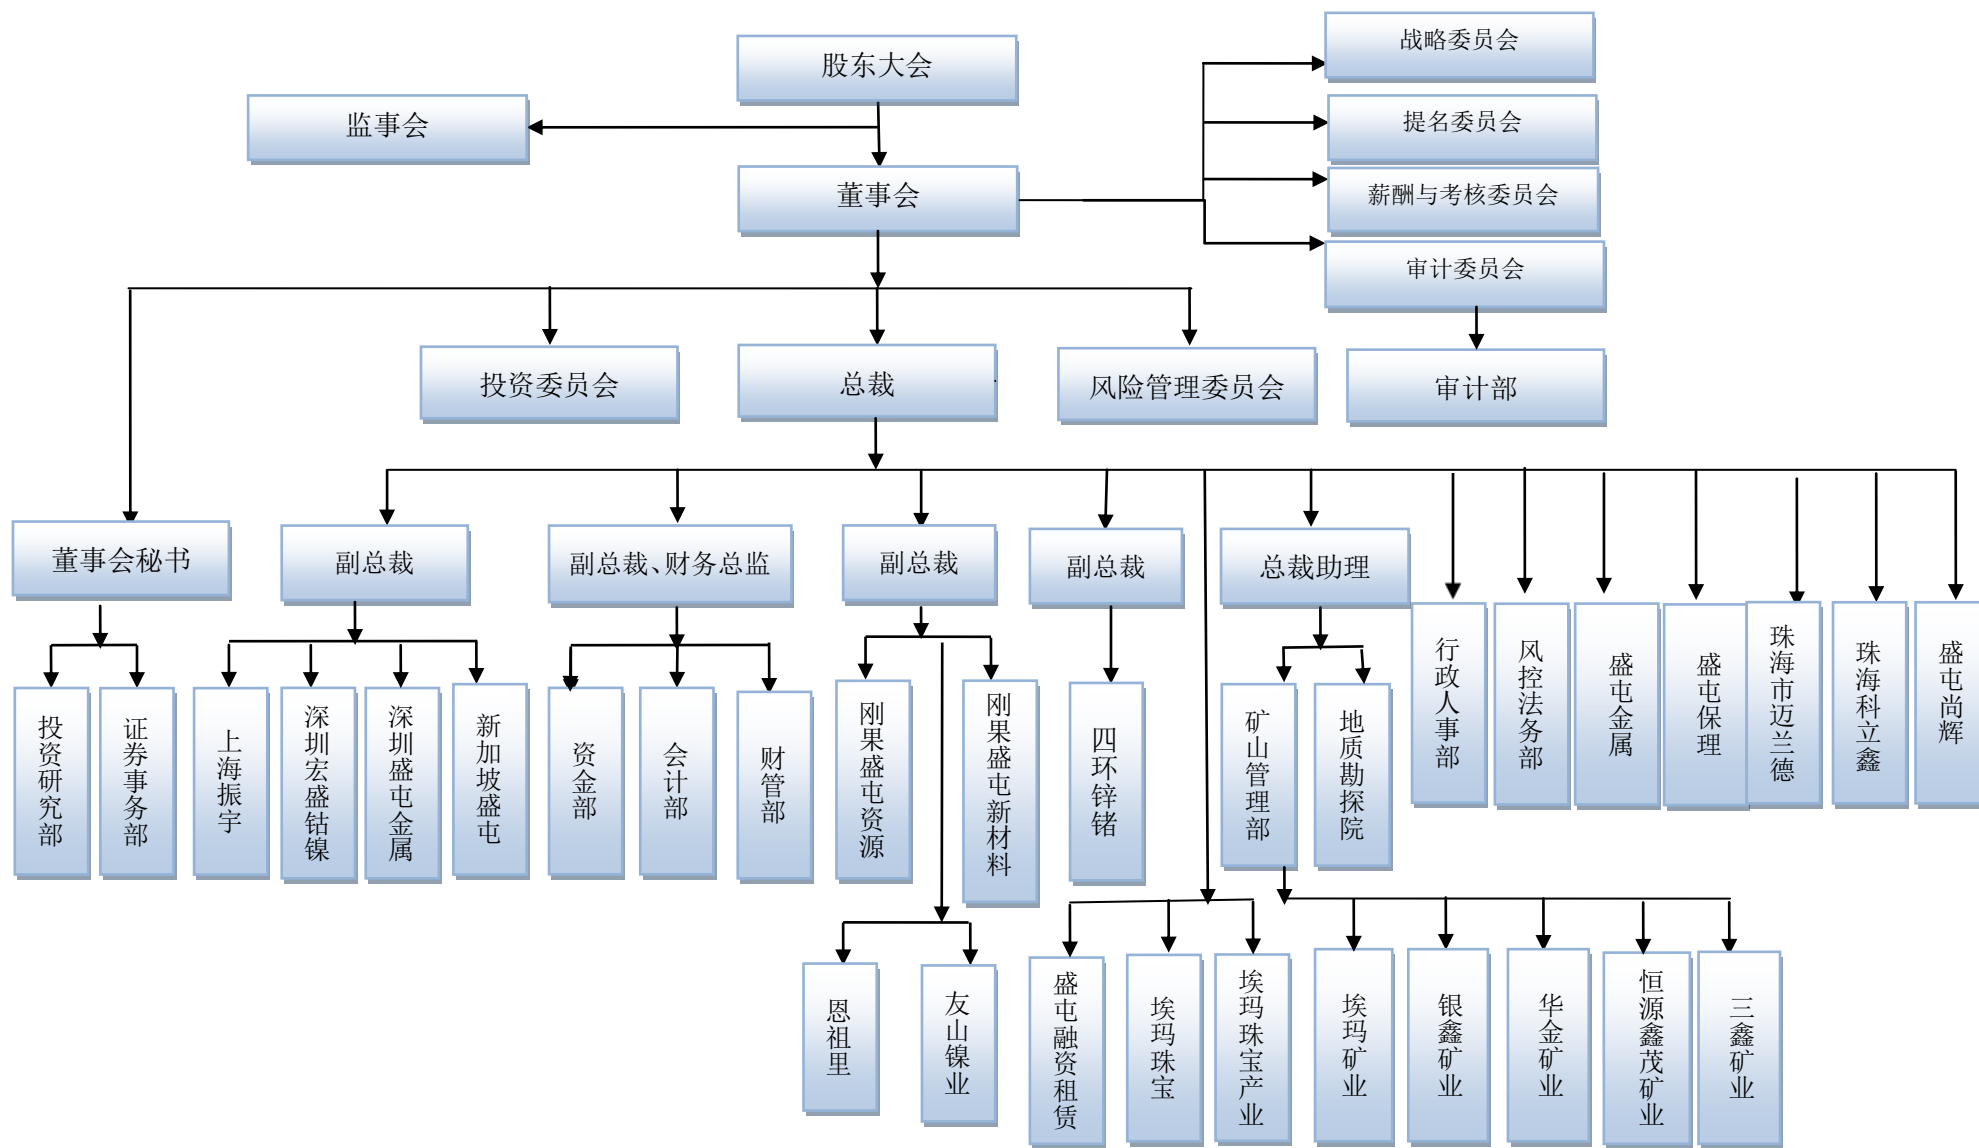 战略委员会
股东大会
提名委员会
监事会
薪酬与考核委员会
董事会
审计委员会
投资委员会
总裁
风险管理委员会
审计部
董事会秘书
副总裁
副总裁、财务总监
副总裁
副总裁
总裁助理
行政人事部
风控法务部
盛屯金属
盛屯保理
珠海市迈兰德
珠海科立鑫
盛屯尚辉
投资研究部
证券事务部
上海振宇
深圳宏盛钴镍
深圳盛屯金属
新加坡盛屯
资金部
会计部
财管部
刚果盛屯资源
刚果盛屯新材料
四环锌锗
矿山管理部
地质勘探院
恩祖里
友山镍业
盛屯融资租赁
埃玛珠宝
埃玛珠宝产业
埃玛矿业
银鑫矿业
华金矿业
恒源鑫茂矿业
三鑫矿业